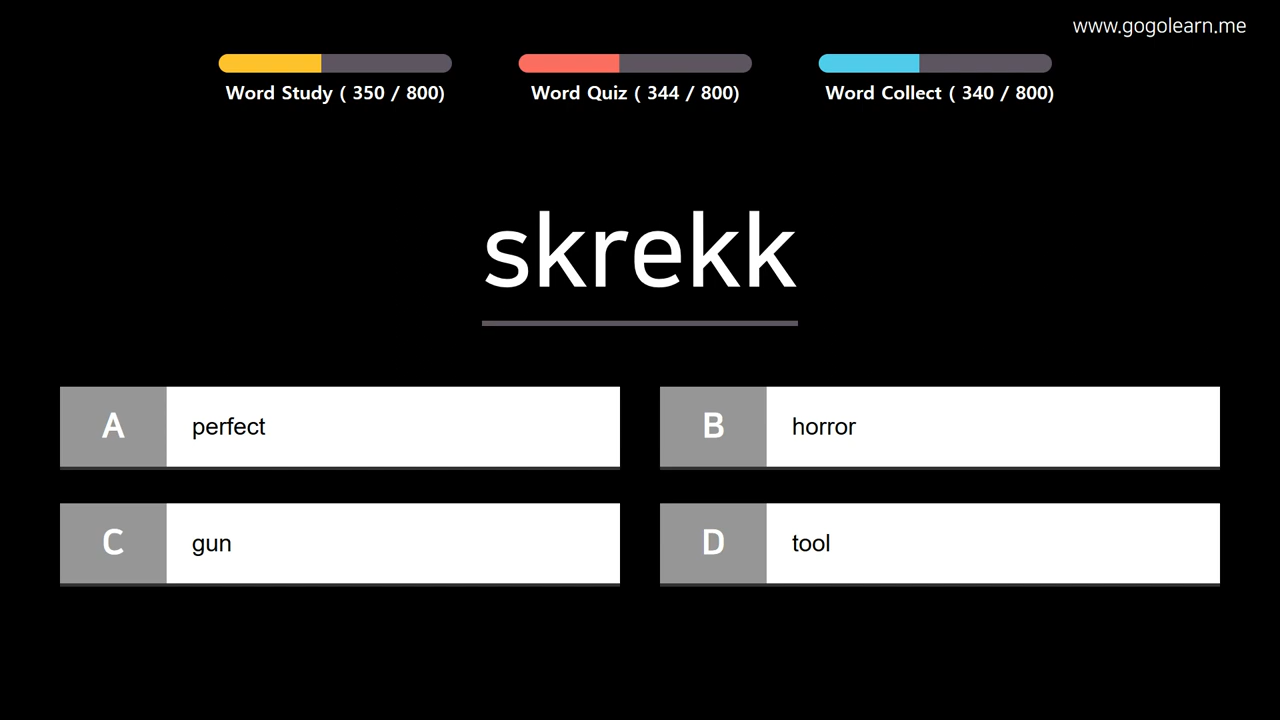 www.gogolearn.me
Word Study ( 350 / 800)
Word Quiz ( 344 / 800)
Word Collect ( 340 / 800)
skrekk
A perfect
B horror
C gun
D tool